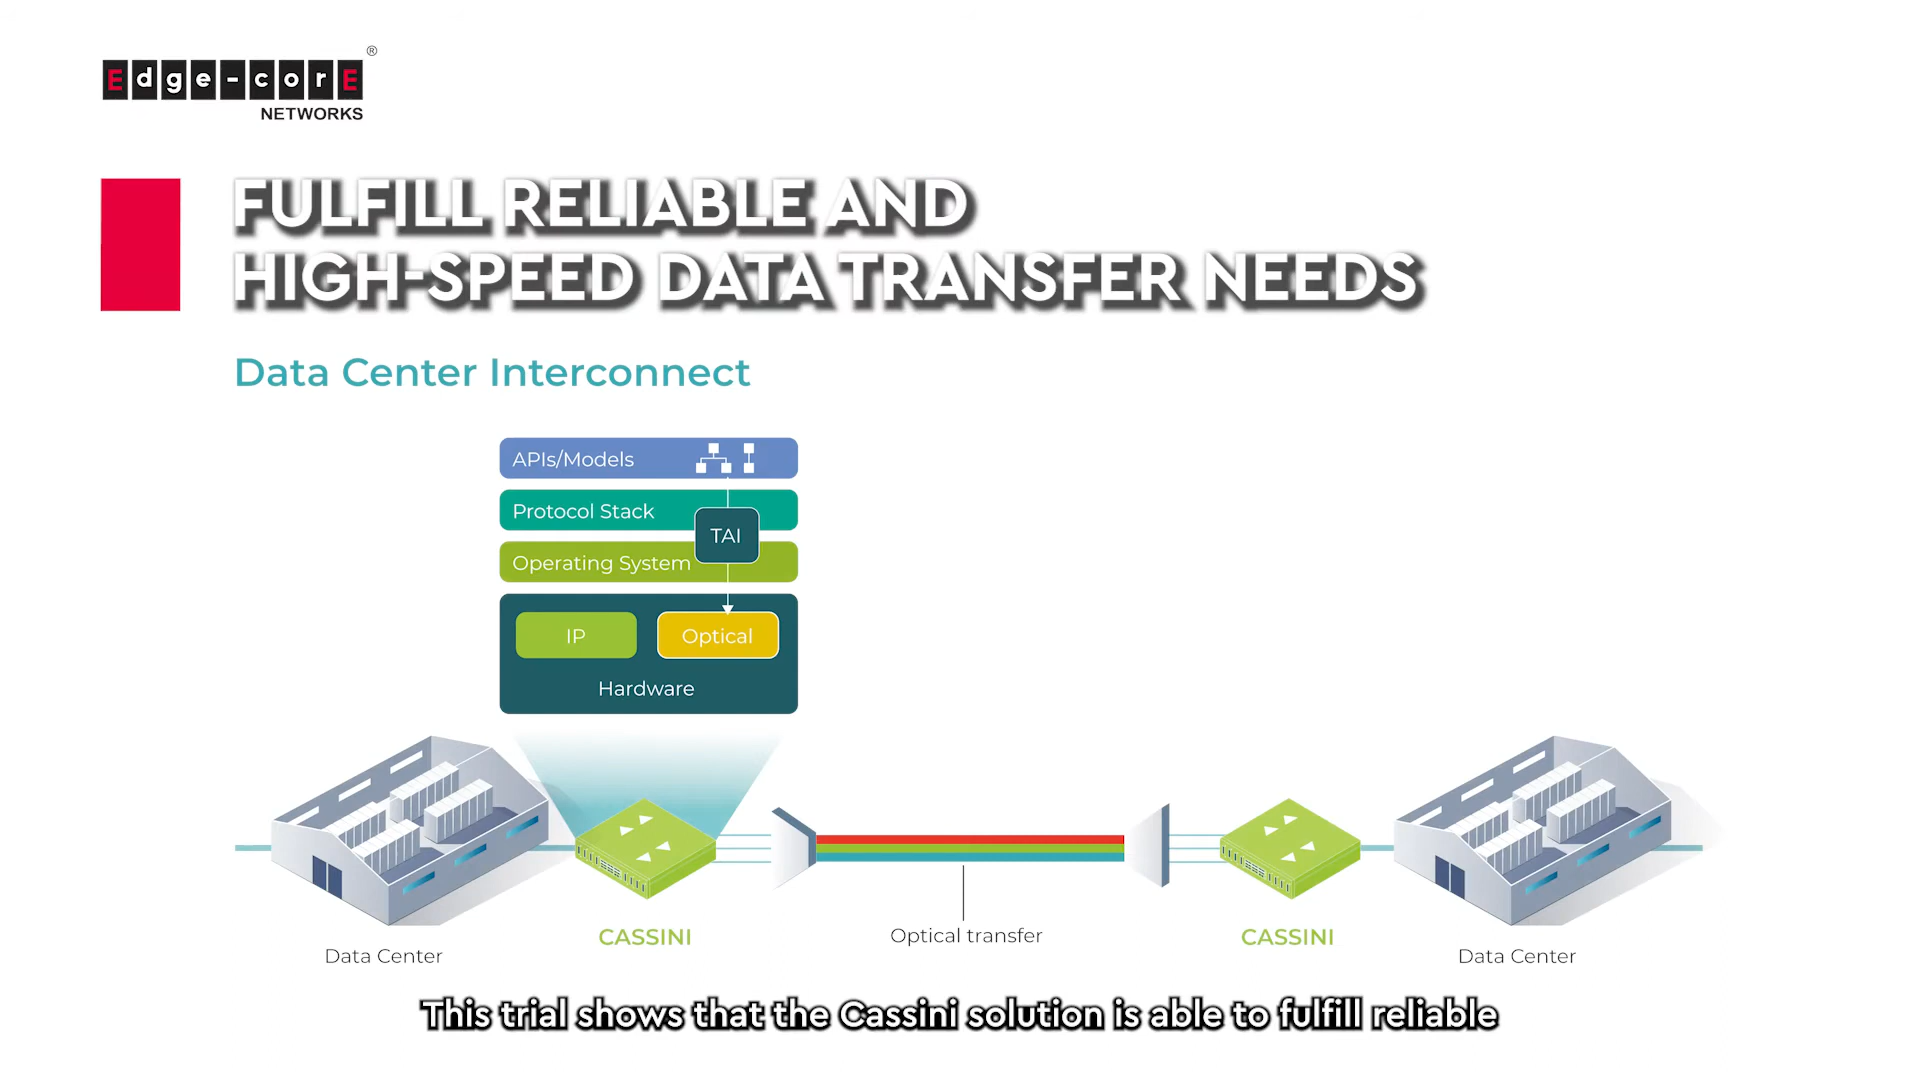 Edge-corE
®
NETWORKS
FULFILL RELIABLE AND
HIGH-SPEED DATA TRANSFER NEEDS
Data Center Interconnect
APIs/Models
Protocol Stack
TAI
Operating System
IP
Optical
Hardware
CASSINI
Optical transfer
CASSINI
Data Center
Data Center
This trial shows that the Cassini solution is able to fulfill reliable